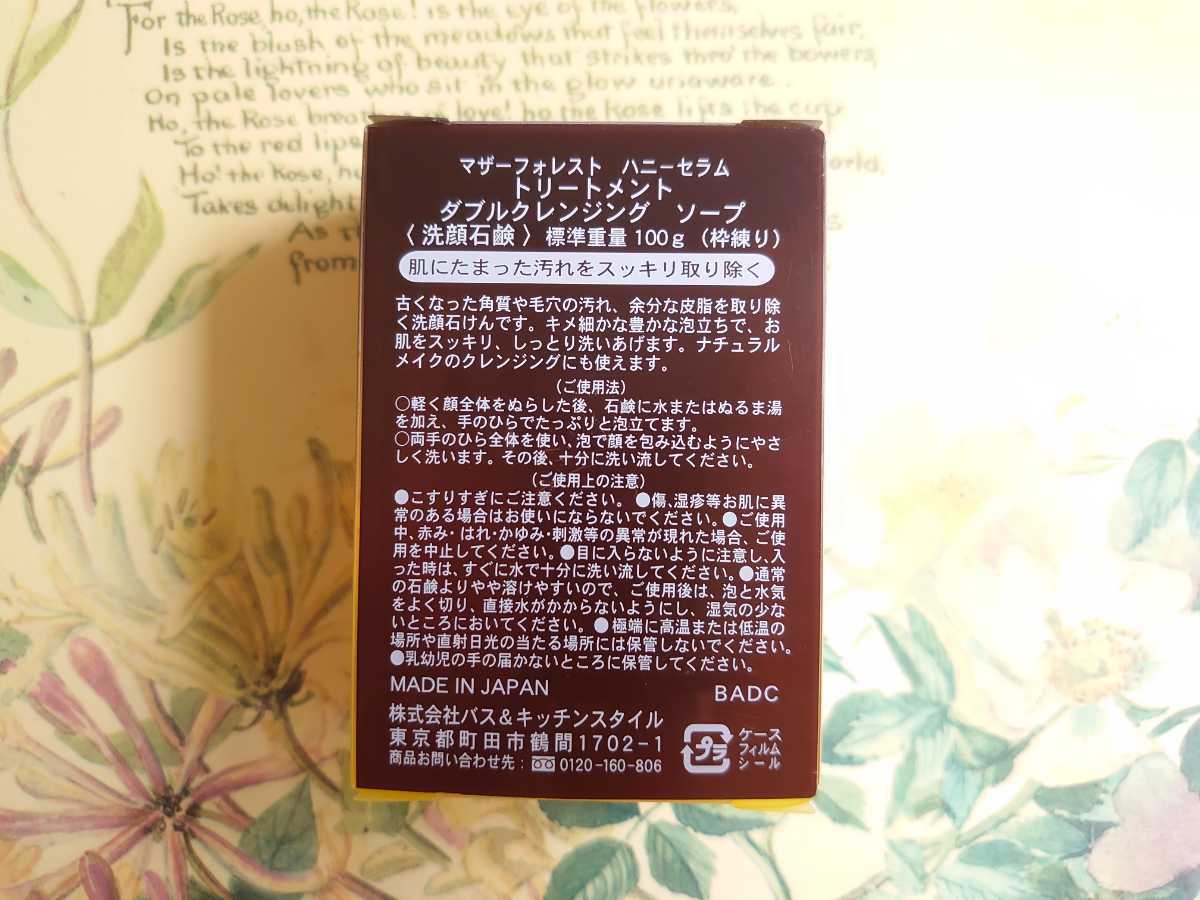 For the Rose, ho, the Rose! is the eye of the flowers,
Is the blush of the meadows that feel themselves fair,
Is the lightning of beauty that strikes thro' the bowers,
On pale lovers who sit in the glow unaware.
Ho, the Rose love! ho the Rose lifts the cup
To the red lips world,
Ho! the Rose,
Takes delight
As
from
マザーフォレスト ハニーセラム
トリートメント
ダブルクレンジング ソープ
〈 洗顔石鹸 〉 標準重量 100g (枠練り)
肌にたまった汚れをスッキリ取り除く
古くなった角質や毛穴の汚れ、余分な皮脂を取り除
く洗顔石けんです。キメ細かな豊かな泡立ちで、お
肌をスッキリ、しっとり洗いあげます。ナチュラル
メイクのクレンジングにも使えます。
(ご使用法)
○軽く顔全体をぬらした後、石鹸に水またはぬるま湯
を加え、手のひらでたっぷりと泡立てます。
○両手のひら全体を使い、泡で顔を包み込むようにやさ
しく洗います。その後、十分に洗い流してください。
(ご使用上の注意)
●こすりすぎにご注意ください。 ●傷、湿疹等お肌に異
常のある場合はお使いにならないでください。●ご使用
中、赤み・はれ・かゆみ・刺激等の異常が現れた場合、ご使
用を中止してください。●目に入らないように注意し、入
った時は、すぐに水で十分に洗い流してください。●通常
の石鹸よりやや溶けやすいので、ご使用後は、泡と水気
をよく切り、直接水がかからないようにし、湿気の少な
いところにおいてください。 ●極端に高温または低温の
場所や直射日光の当たる場所には保管しないでください。
●乳幼児の手の届かないところに保管してください。
MADE IN JAPAN BADC
株式会社バス&キッチンスタイル
東京都町田市鶴間1702-1
商品お問い合わせ先: 0120-160-806
プラ
ケース
フィルム
シール